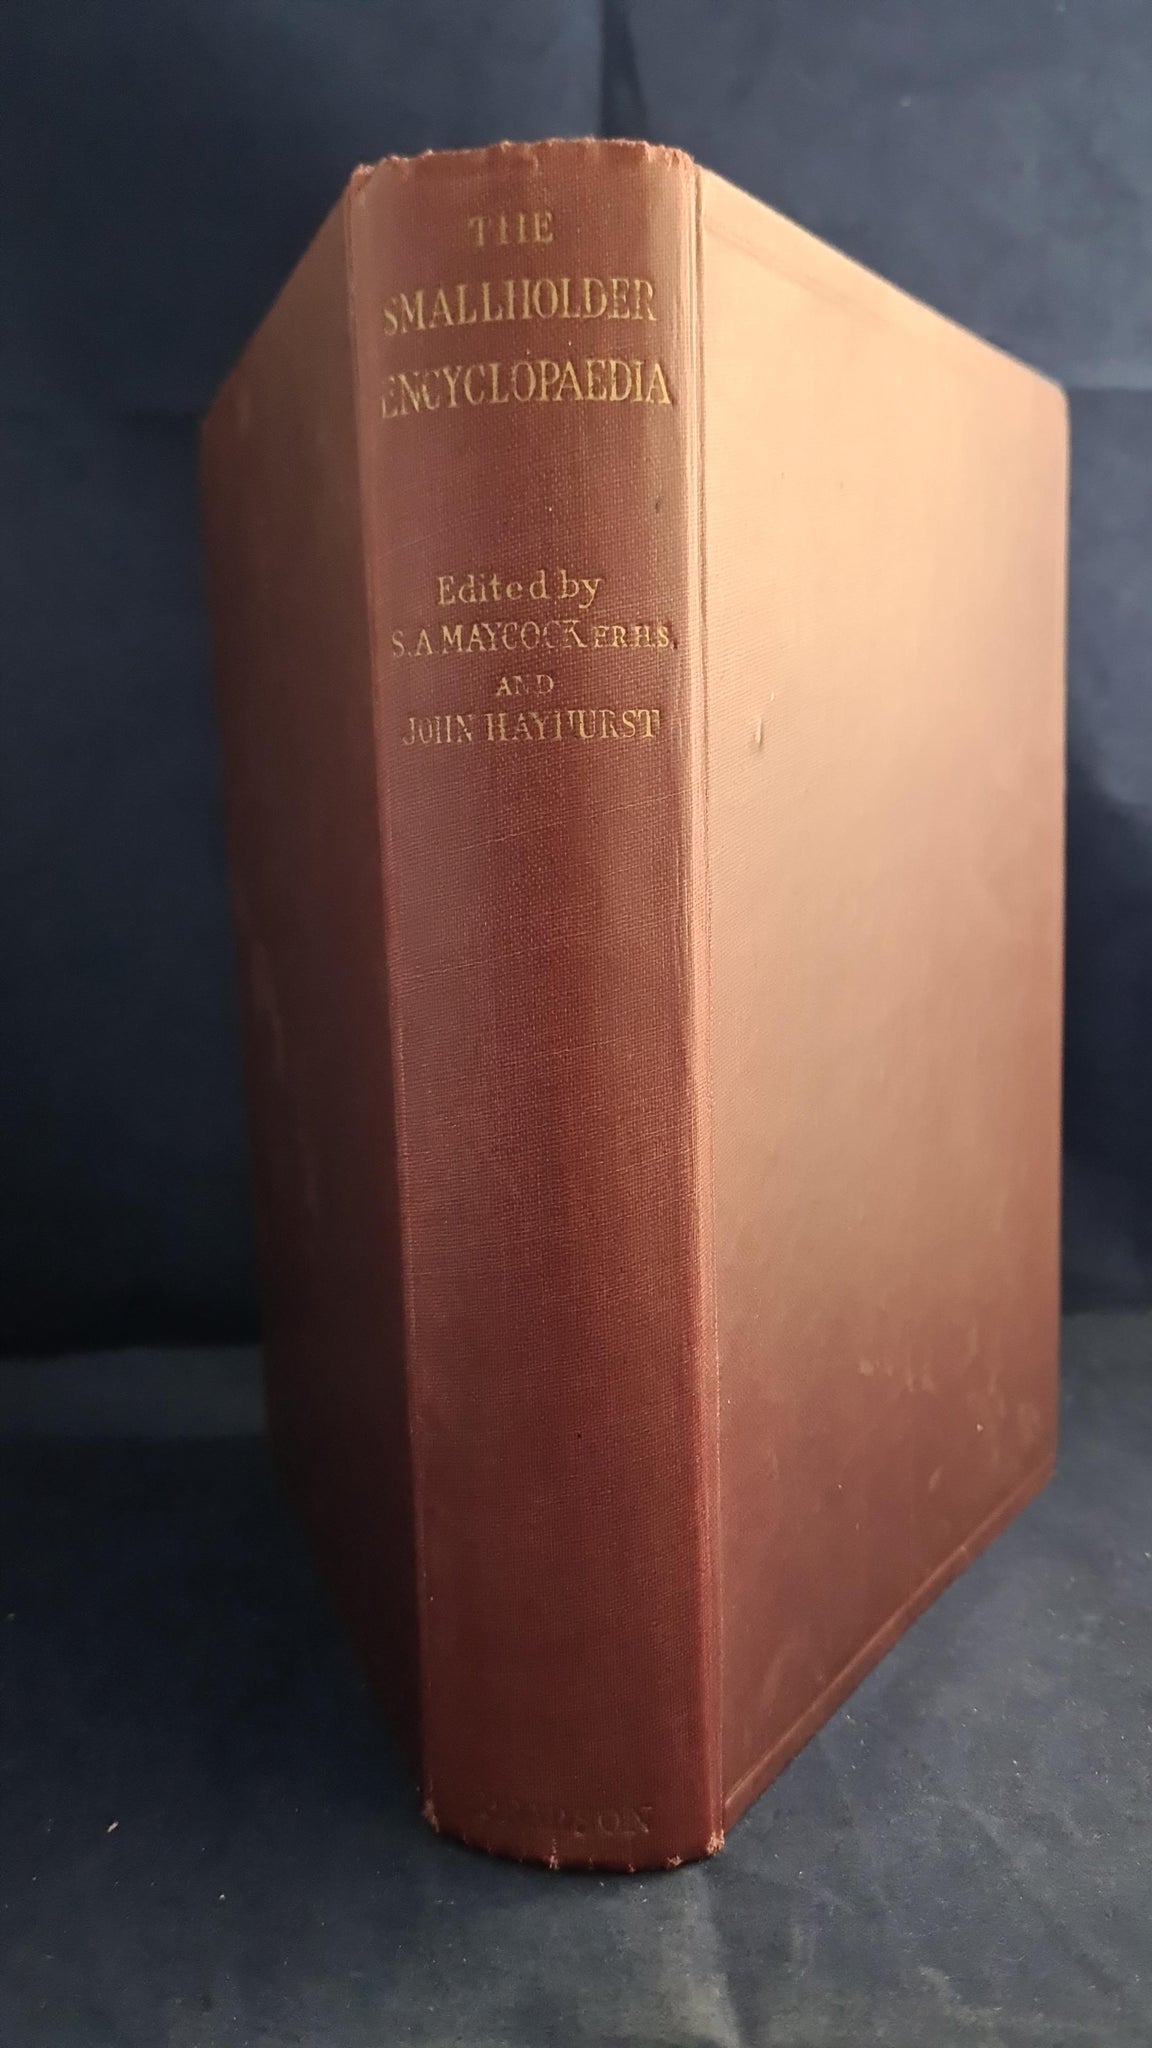 THE
SMALLHOLDER
ENCYCLOPAEDIA
Edited by
S.A.MAYCOCK F.R.H.S.
AND
JOHN HAYHURST